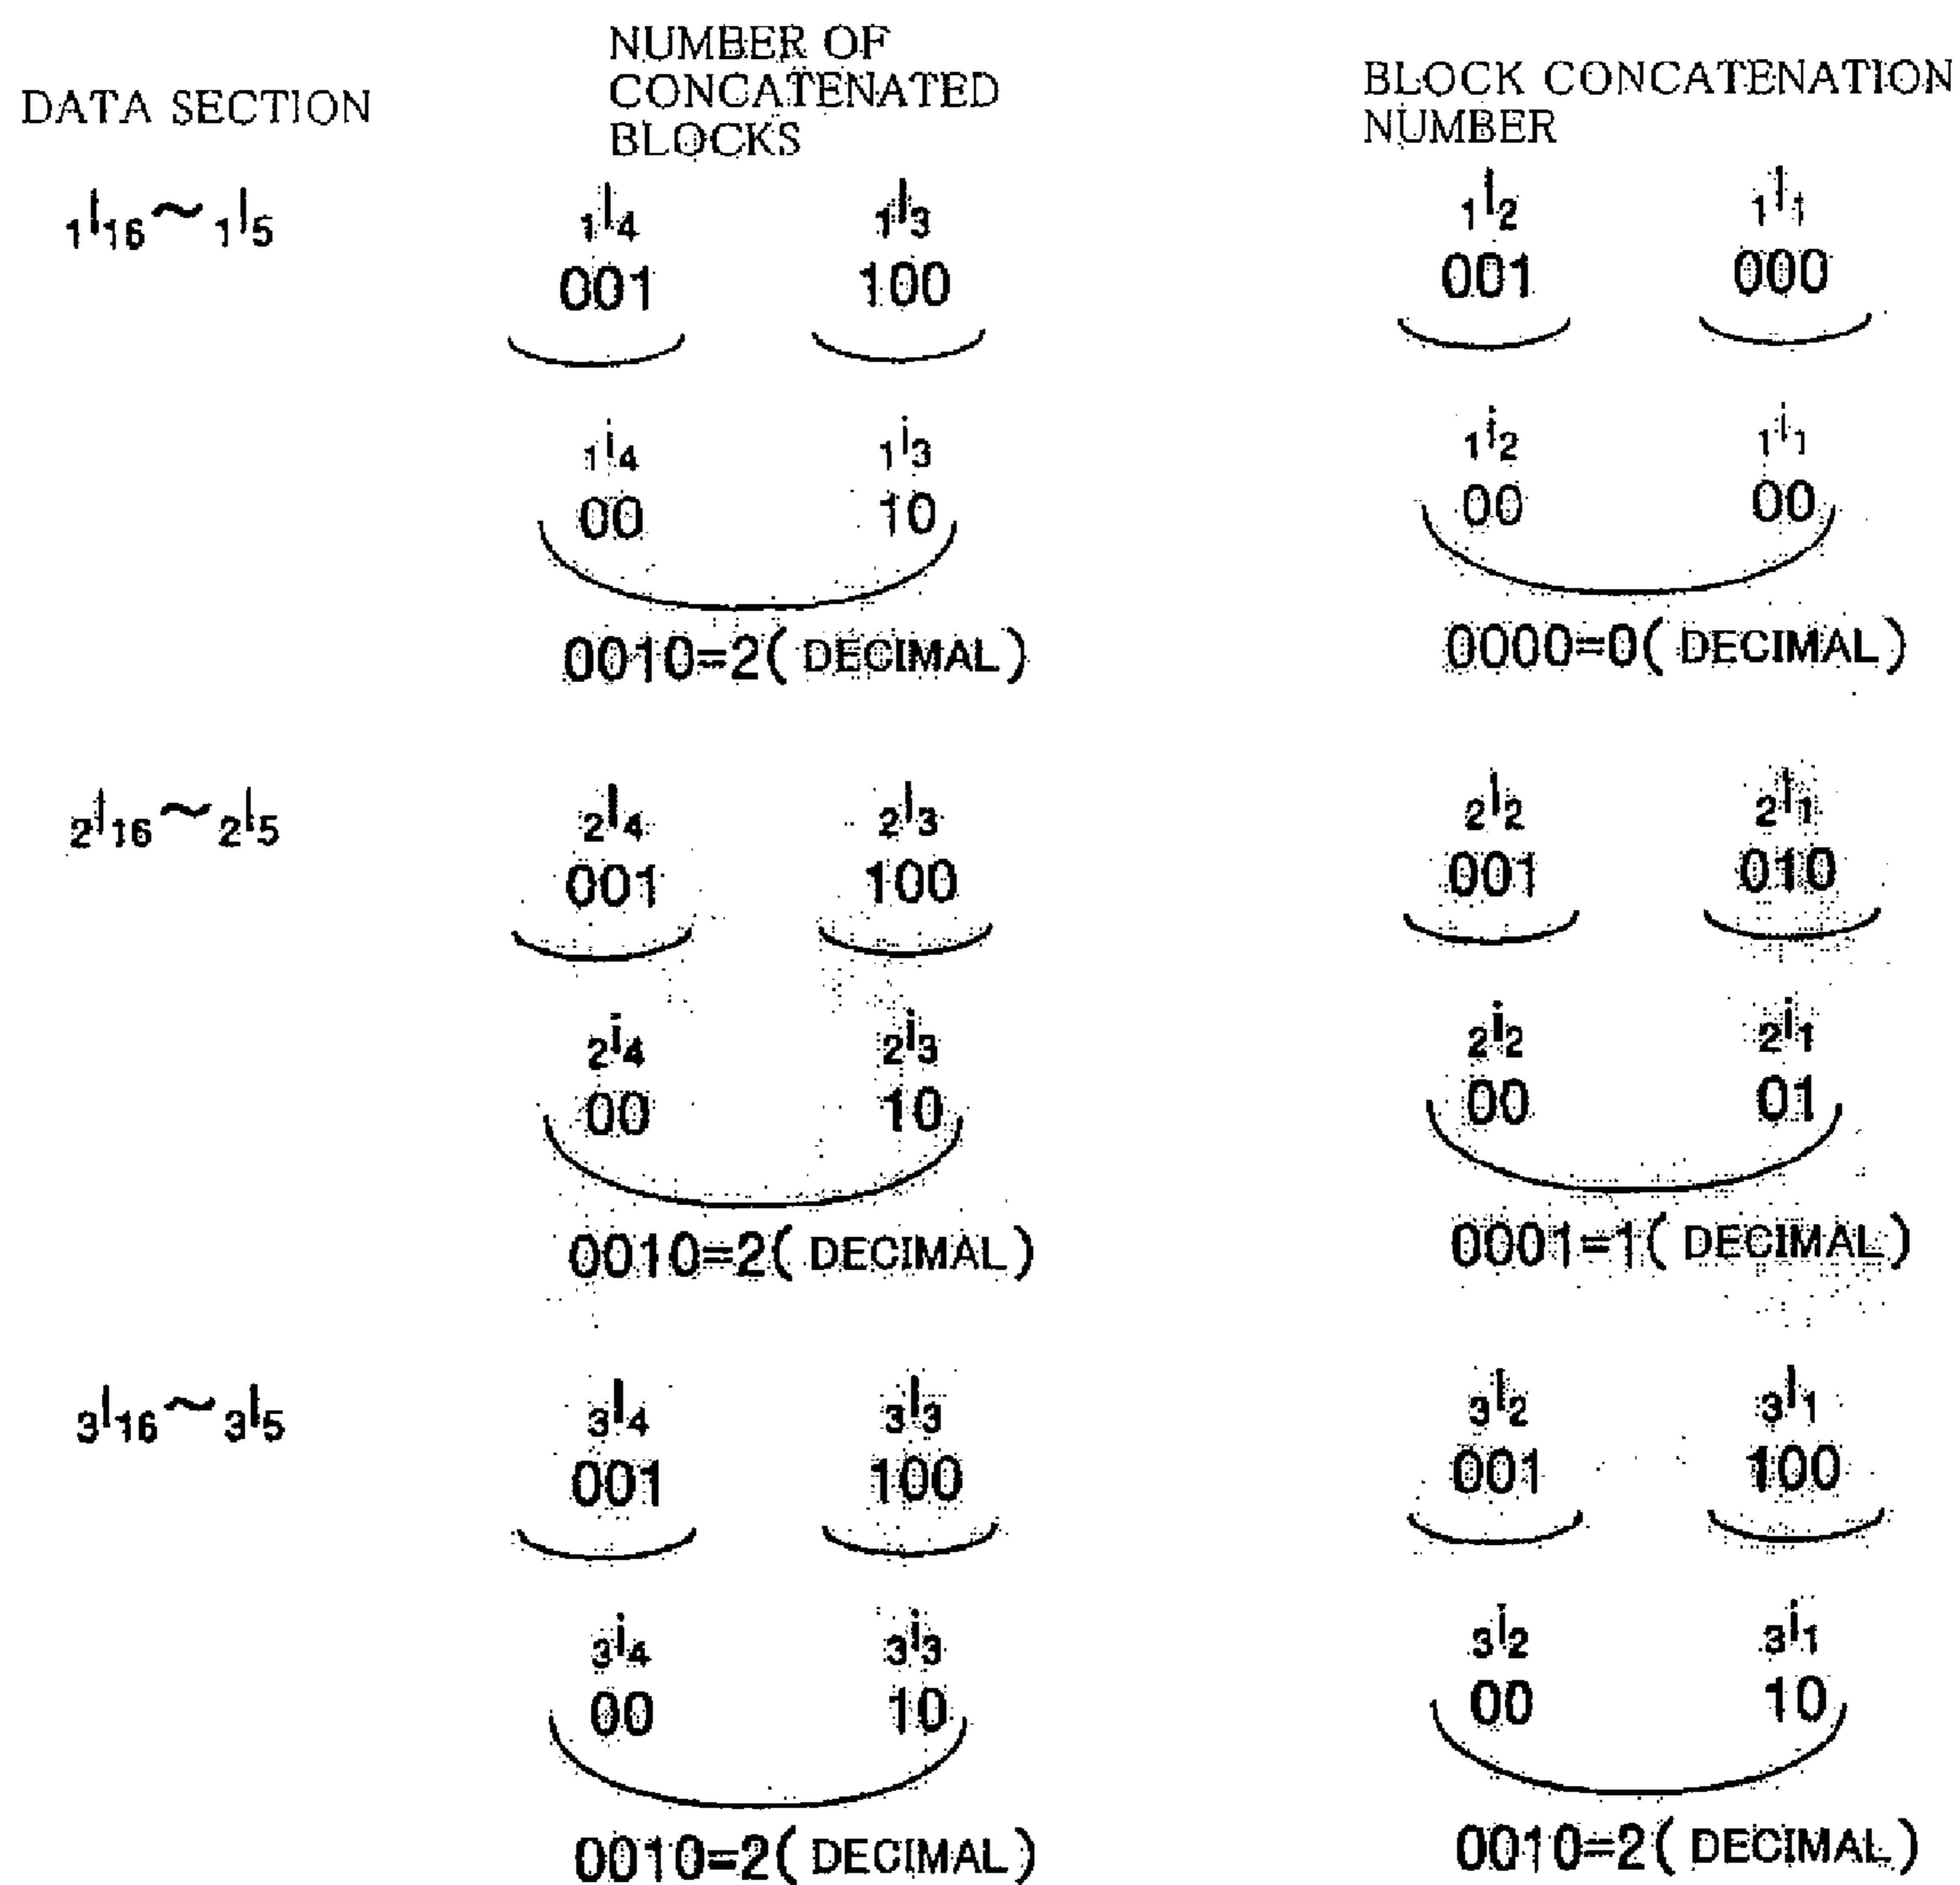 DATA SECTION
NUMBER OF
CONCATENATED
BLOCKS
BLOCK CONCATENATION
NUMBER
₁I₁₆～₁I₅ ₁I₄ ₁I₃ ₁I₂ ₁I₁
001 100 001 000
₁i₄ ₁i₃ ₁i₂ ₁i₁
00 10 00 00
0010=2( DECIMAL) 0000=0( DECIMAL)
₂I₁₆～₂I₅ ₂I₄ ₂I₃ ₂I₂ ₂I₁
001 100 001 010
₂i₄ ₂i₃ ₂i₂ ₂i₁
00 10 00 01
0010=2( DECIMAL) 0001=1( DECIMAL)
₃I₁₆～₃I₅ ₃I₄ ₃I₃ ₃I₂ ₃I₁
001 100 001 100
₃i₄ ₃i₃ ₃i₂ ₃i₁
00 10 00 10
0010=2( DECIMAL) 0010=2( DECIMAL)